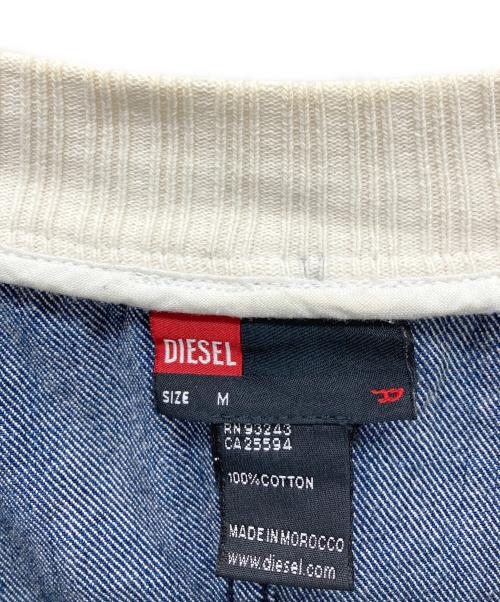 DIESEL
SIZE M
RN93243
CA25594
100%COTTON
MADE IN MOROCCO
www.diesel.com